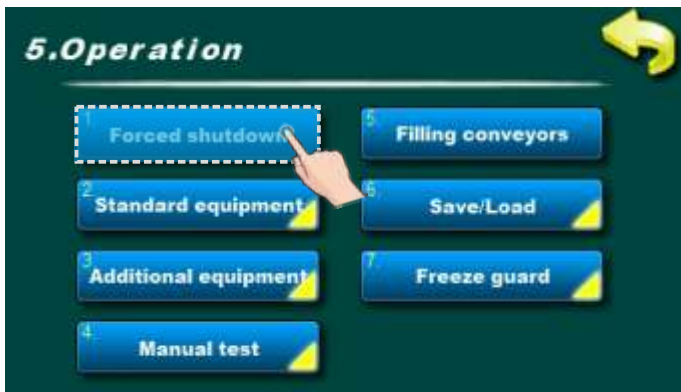 5.Operation
1
Forced shutdown
2
Standard equipment
3
Additional equipment
4
Manual test
5
Filling conveyors
6
Save/Load
7
Freeze guard